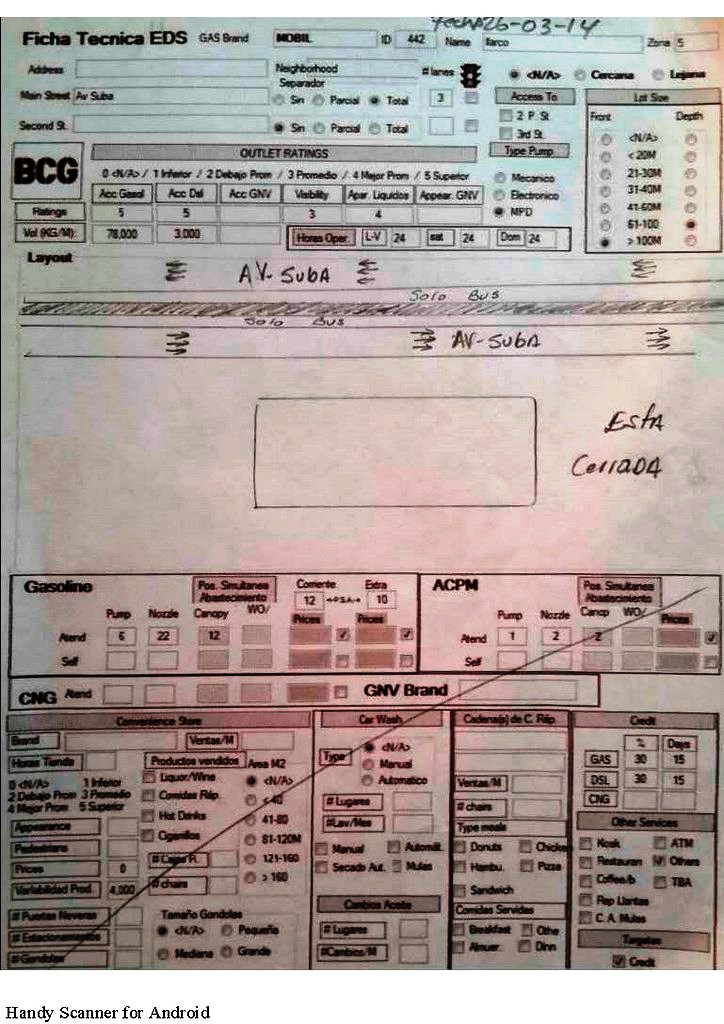 Fecha 26-03-14
Ficha Tecnica EDS GAS Brand MOBIL ID 442 Name Ilarco Zona 5
Address Neighborhood # lanes <N/A> Cercana Lejana
Separador
Main Street Av Suba Sin Parcial Total 3 Access To Lot Size
Second St. Sin Parcial Total 2 P. St Front Depth
3rd St. <N/A>
BCG OUTLET RATINGS Type Pump < 20M
0 <N/A> / 1 Inferior / 2 Debajo Prom / 3 Promedio / 4 Mejor Prom / 5 Superior Mecanico 21-30M
Acc Gasol Acc Dsl Acc GNV Visibility Apar. Liquidos Appear. GNV Electronico 31-40M
Ratings 5 5 3 4 MPD 41-60M
61-100
Vol (KG/M): 78,000 3,000 Horas Oper. L-V 24 sat 24 Dom 24 > 100M
Layout
AV-SubA
Solo Bus
Solo Bus
AV-SubA
EstA
CerrADA
Gasoline Pos. Simultanea Abastecimiento Corriente Extra ACPM Pos. Simultanea Abastecimiento
12 <-P.S.A-> 10
Pump Nozzle Canopy WO/ Prices Prices Pump Nozzle Canop WO/ Prices
Atend 6 22 12 Atend 1 2 2
Self Self
CNG Atend GNV Brand
Convenience Store Car Wash Cadena(s) de C. Ráp. Credit
Brand Ventas/M Type <N/A> % Days
Horas Tienda Productos vendidos Area M2 Manual GAS 30 15
0 <N/A> 1 Inferior Liquor/Wine <N/A> Automatico Ventas/M DSL 30 15
2 Debajo Prom 3 Promedio Comidas Ráp. < 40 # Lugares # chairs CNG
4 Mejor Prom 5 Superior Hot Drinks 41-80 # Lav/Mes Type meals Other Services
Appearance Cigarrillos 81-120M Manual Automát. Donuts Chicken Kiosk ATM
Pedestrians # Cajas R. 121-160 Secado Aut. Mulas Hambu. Pizza Restauran Others
Prices 0 # chairs > 160 Sandwich Coffee/b TBA
Variabilidad Prod. 4,000 Cambios Aceite Comidas Servidas Rep Llantas
# Puertas Neveras Tamaño Gondolas # Lugares Breakfast Othe C.A. Mulas
# Estacionamientos <N/A> Pequeña # Cambios/M Almuer. Dinn Targetas
# Gondolas Mediana Grande Credit
Handy Scanner for Android